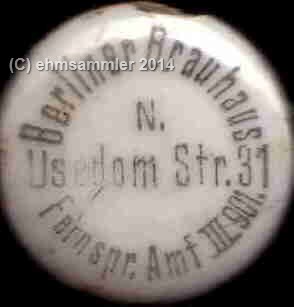 (C) ehmsammler 2014
Berliner Brauhaus
N.
Usedom Str. 31
Fernspr. Amt III 901.